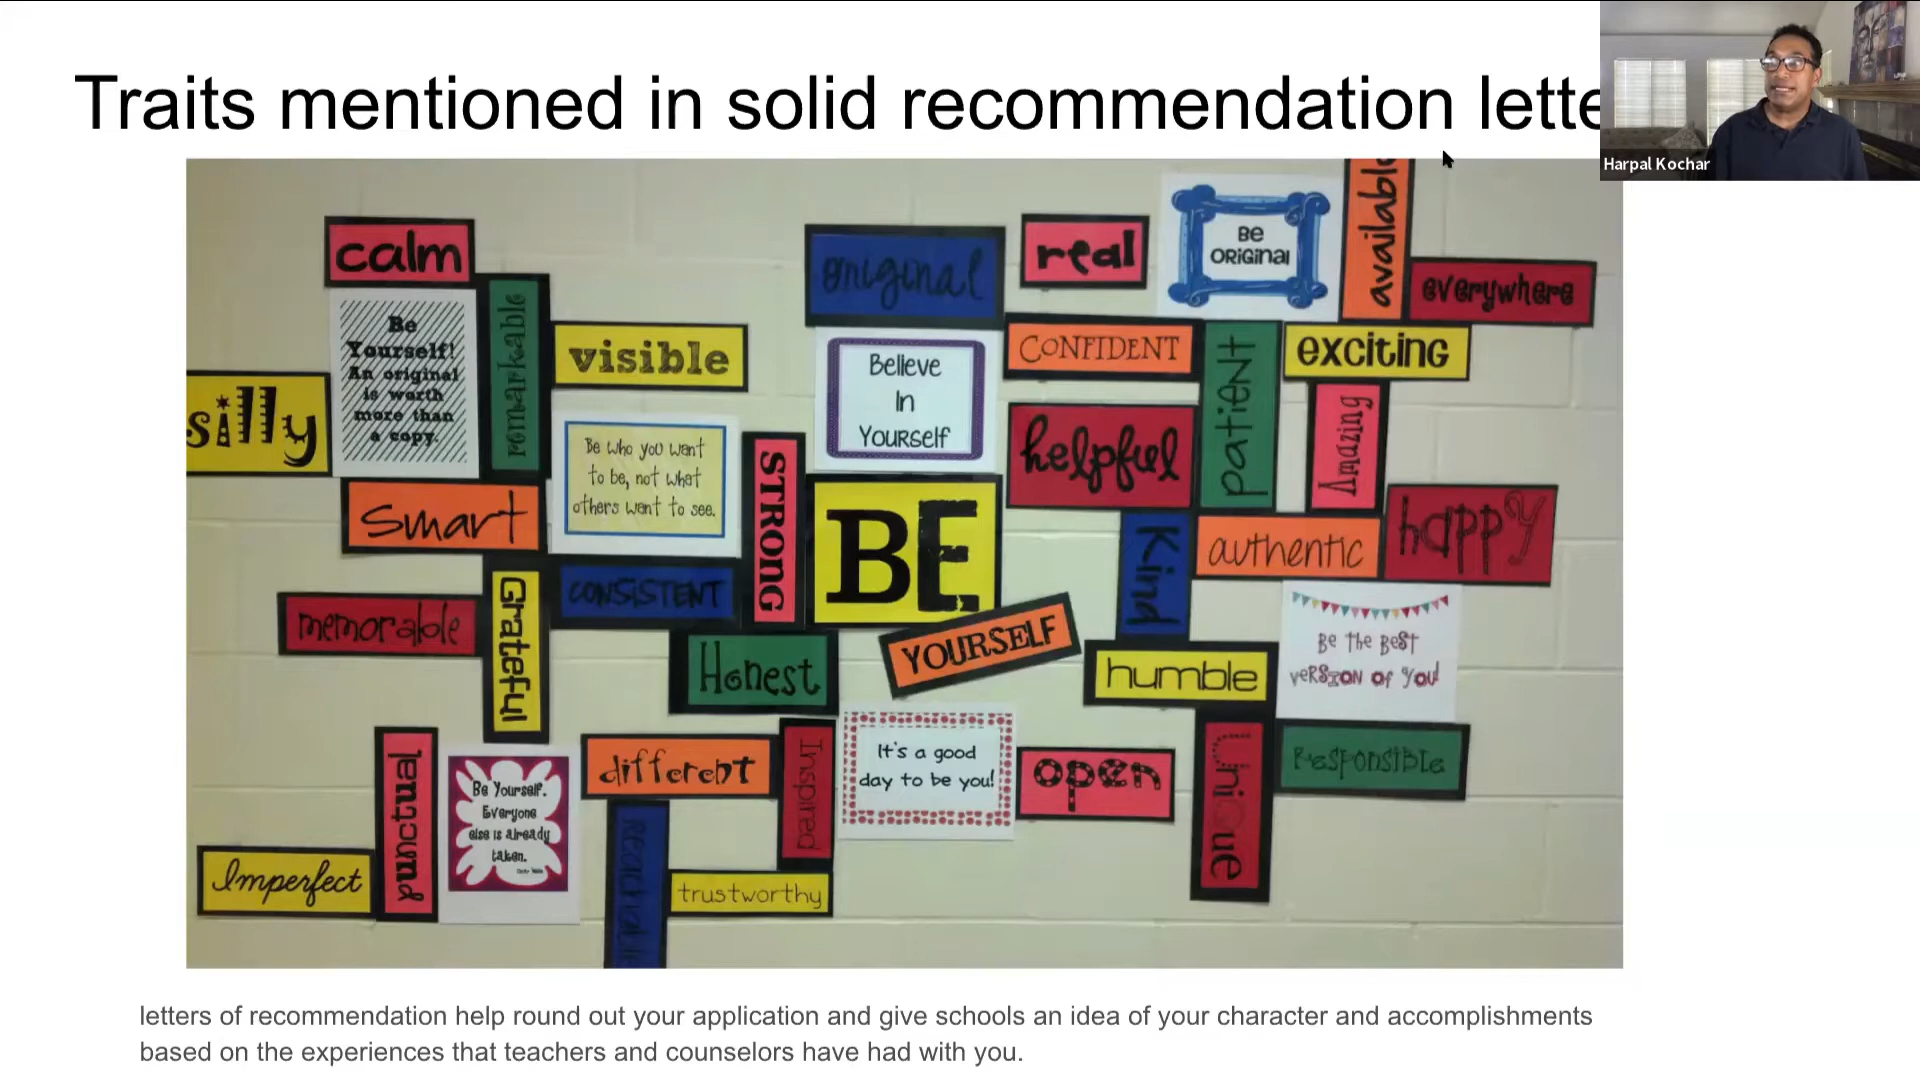 Traits mentioned in solid recommendation lette
Harpal Kochar
calm
original
real
Be
Original
available
everywhere
Be
Yourself!
An original
is worth
more than
a copy.
remarkable
visible
Believe
In
Yourself
CONFIDENT
patient
exciting
silly
Be who you want
to be, not what
others want to see.
STRONG
helpful
Amazing
smart
BE
Kind
authentic
happy
memorable
Grateful
CONSISTENT
Honest
YOURSELF
humble
Be the Best
version of you!
punctual
Be Yourself.
Everyone
else is already
taken.
different
Inspired
It's a good
day to be you!
open
Unique
Responsible
Imperfect
trustworthy
letters of recommendation help round out your application and give schools an idea of your character and accomplishments
based on the experiences that teachers and counselors have had with you.